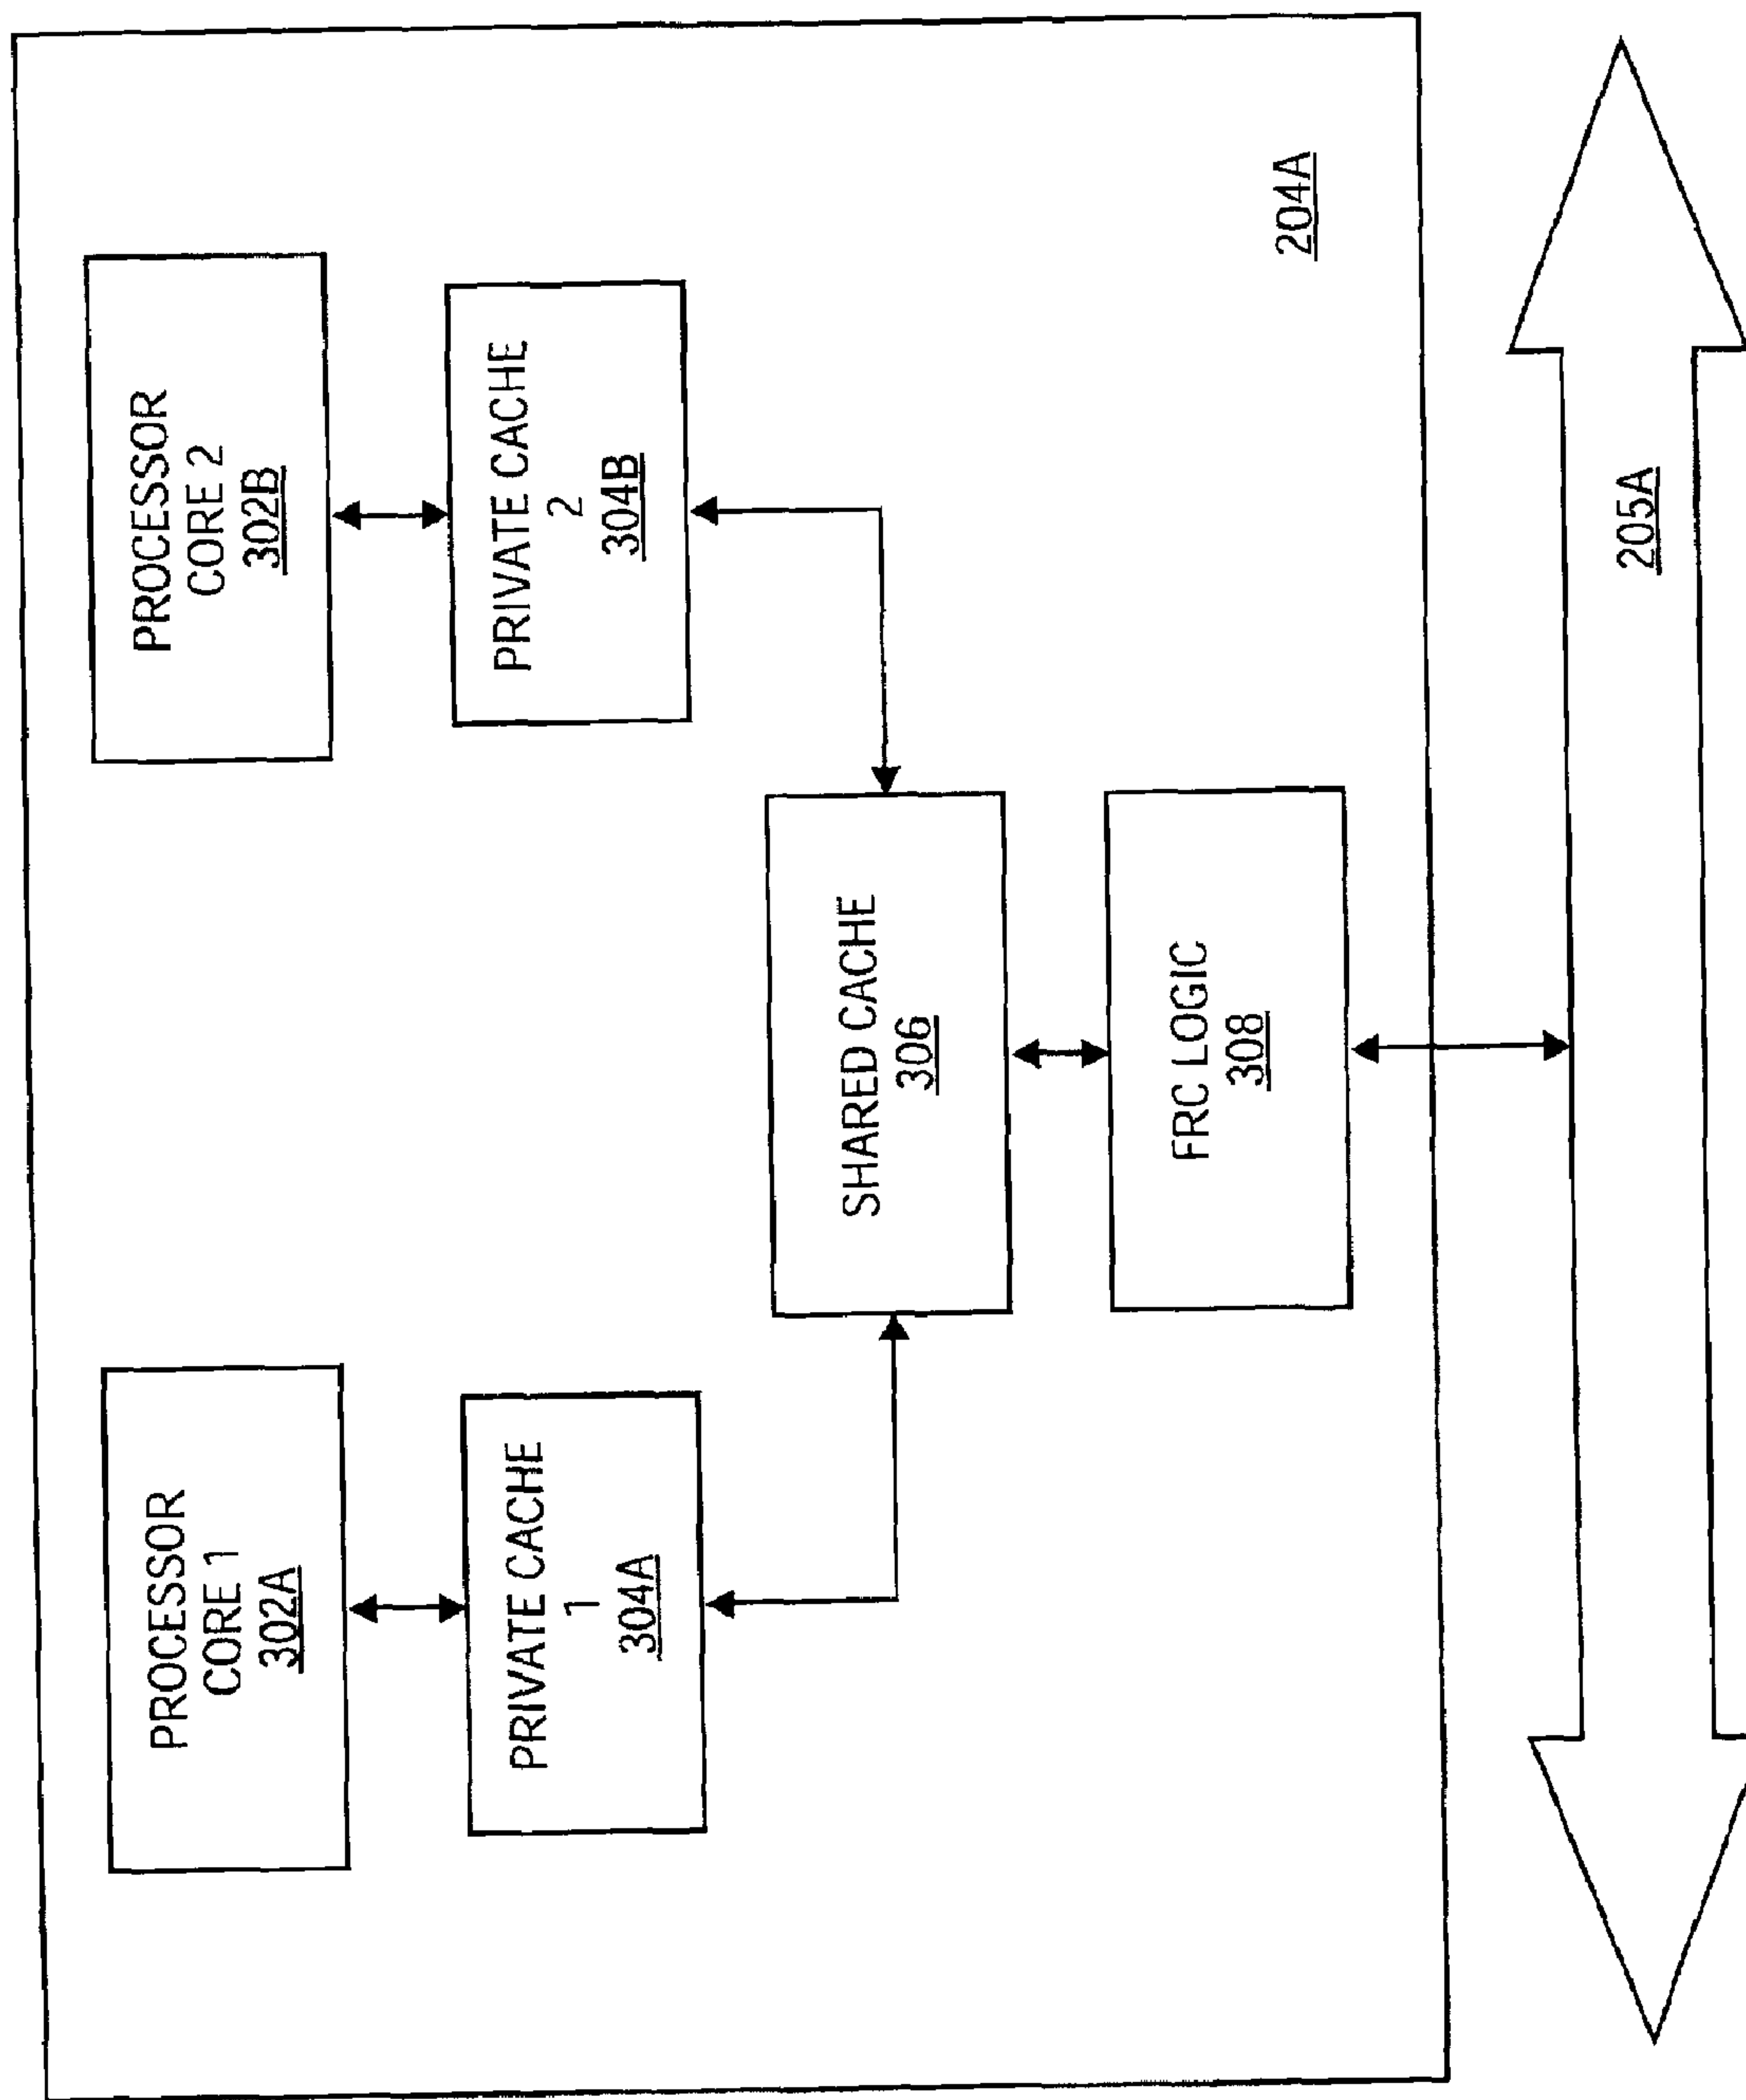 PROCESSOR
CORE 1
302A
PROCESSOR
CORE 2
302B
PRIVATE CACHE
1
304A
PRIVATE CACHE
2
304B
SHARED CACHE
306
FRC LOGIC
308
204A
205A